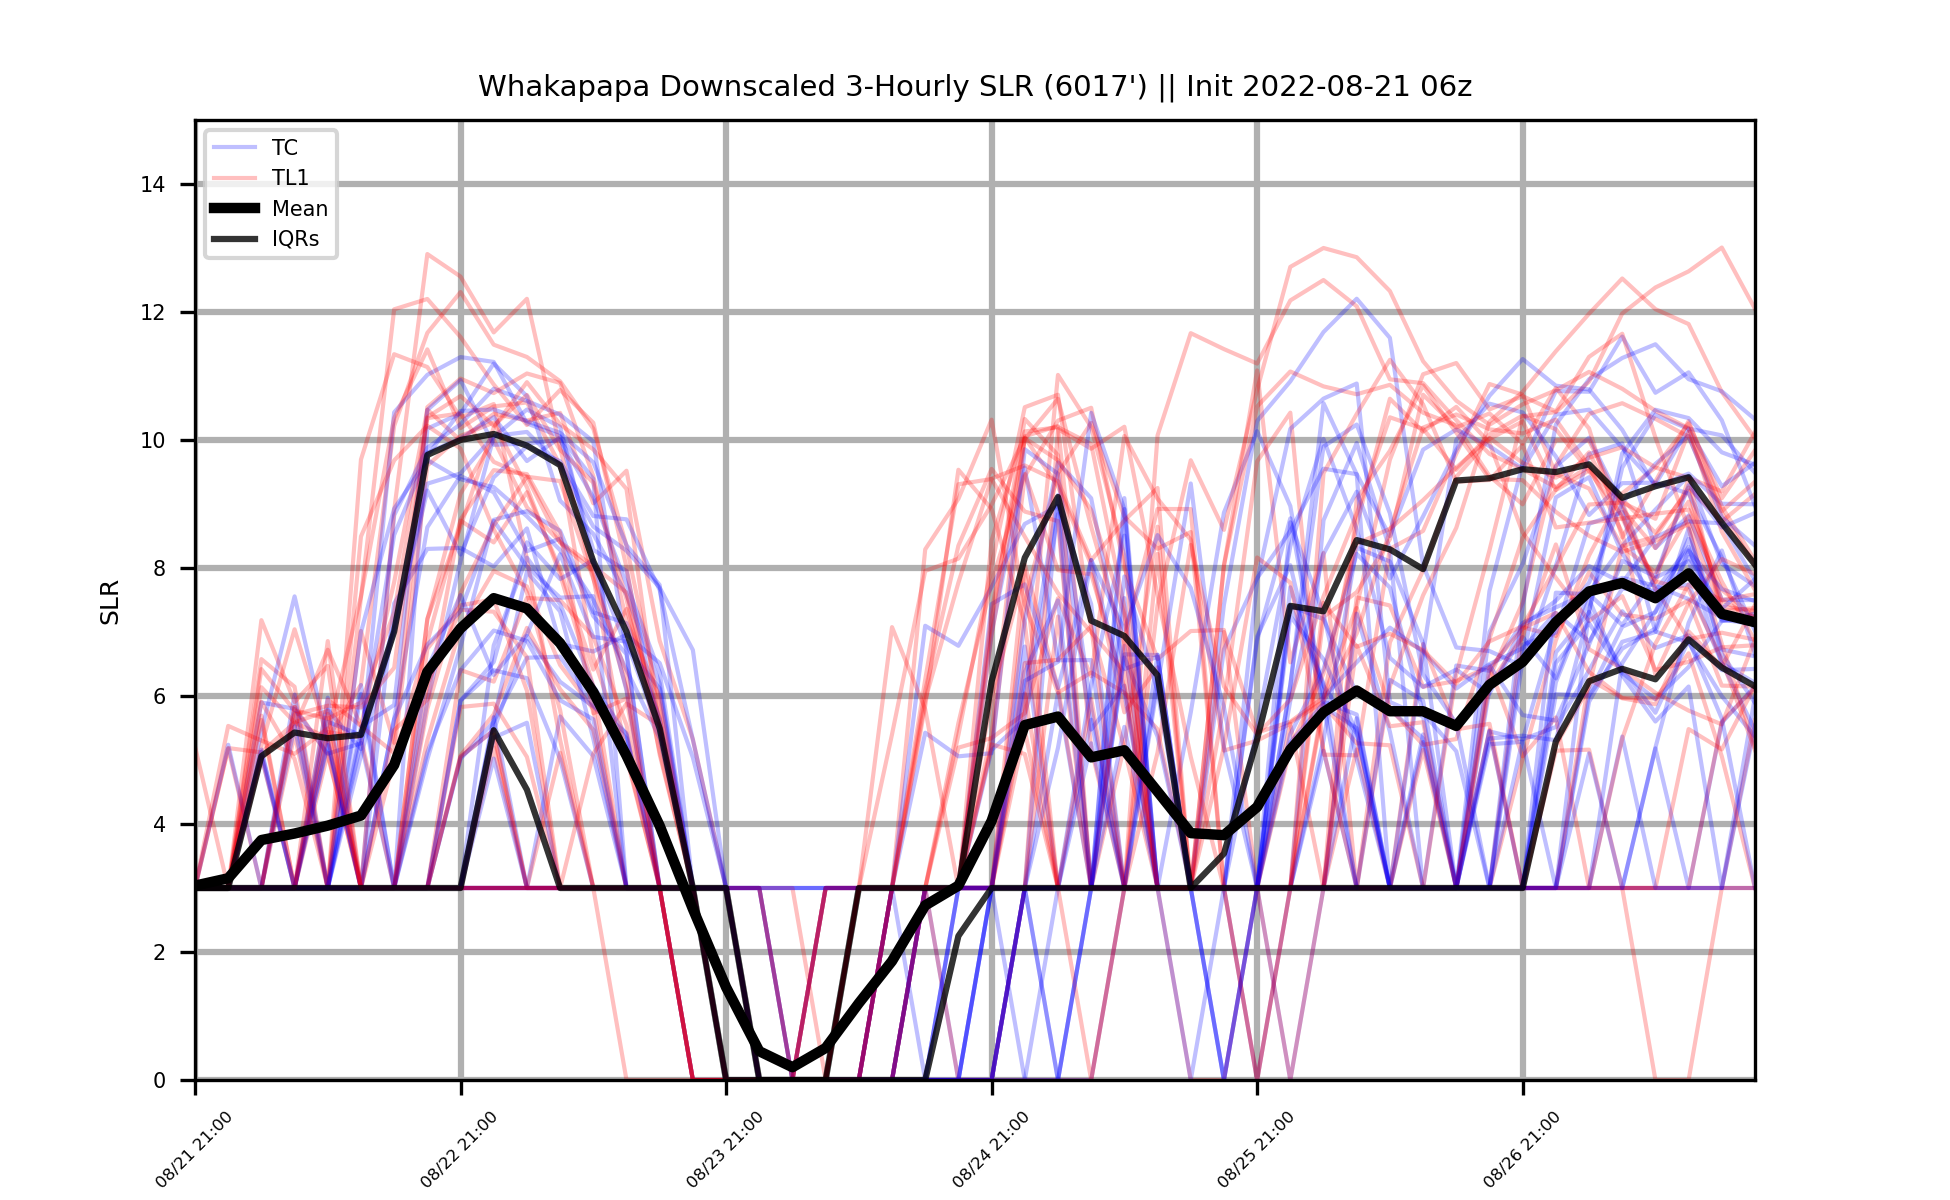 Whakapapa Downscaled 3-Hourly SLR (6017') || Init 2022-08-21 06z
TC
TL1
Mean
IQRs
SLR
14
12
10
8
6
4
2
0
08/21 21:00
08/22 21:00
08/23 21:00
08/24 21:00
08/25 21:00
08/26 21:00